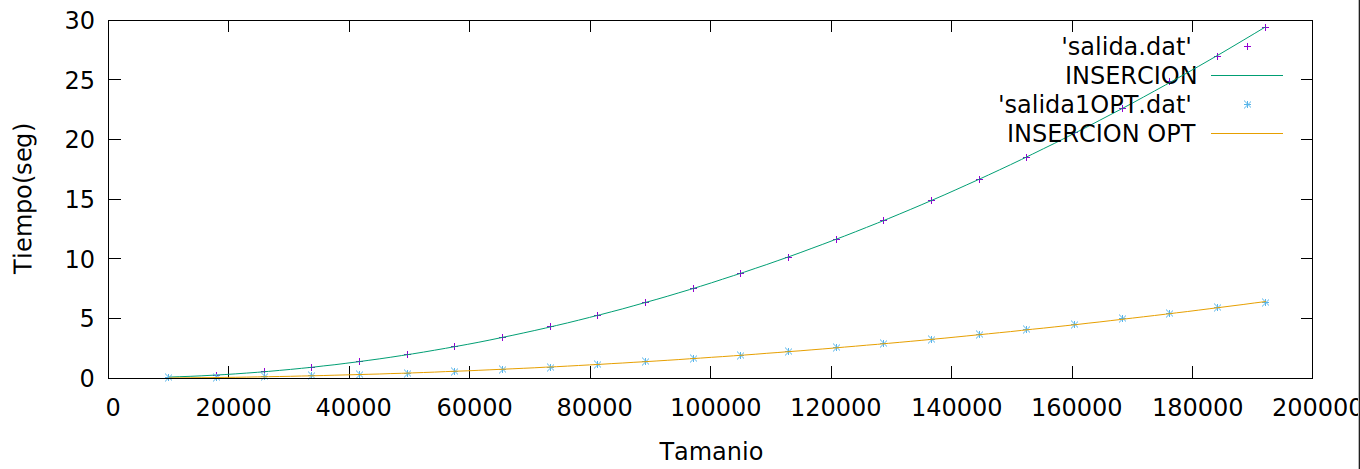 30
25
20
15
10
5
0
Tiempo(seg)
'salida.dat'
INSERCION
'salida1OPT.dat'
INSERCION OPT
0 20000 40000 60000 80000 100000 120000 140000 160000 180000 200000
Tamanio